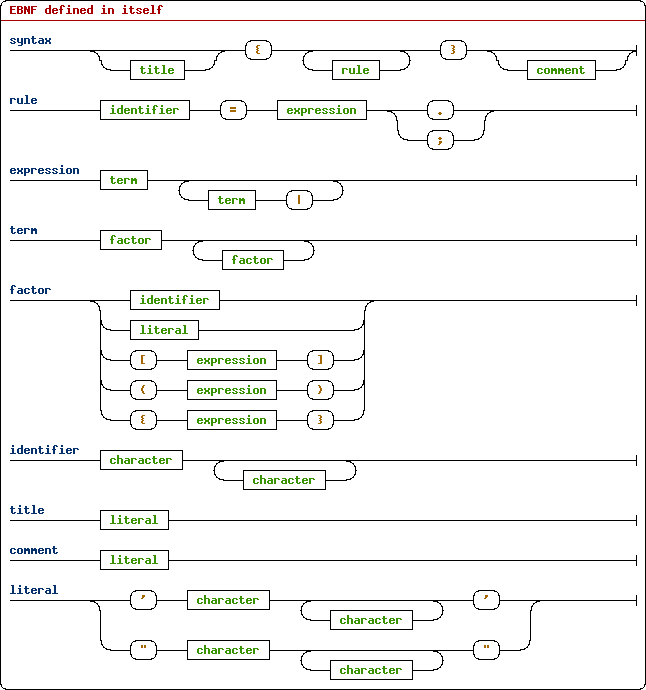 EBNF defined in itself
syntax
{ }
title rule comment
rule
identifier = expression .
;
expression
term
term |
term
factor
factor
factor
identifier
literal
[ expression ]
( expression )
{ expression }
identifier
character
character
title
literal
comment
literal
literal
' character '
character
" character "
character